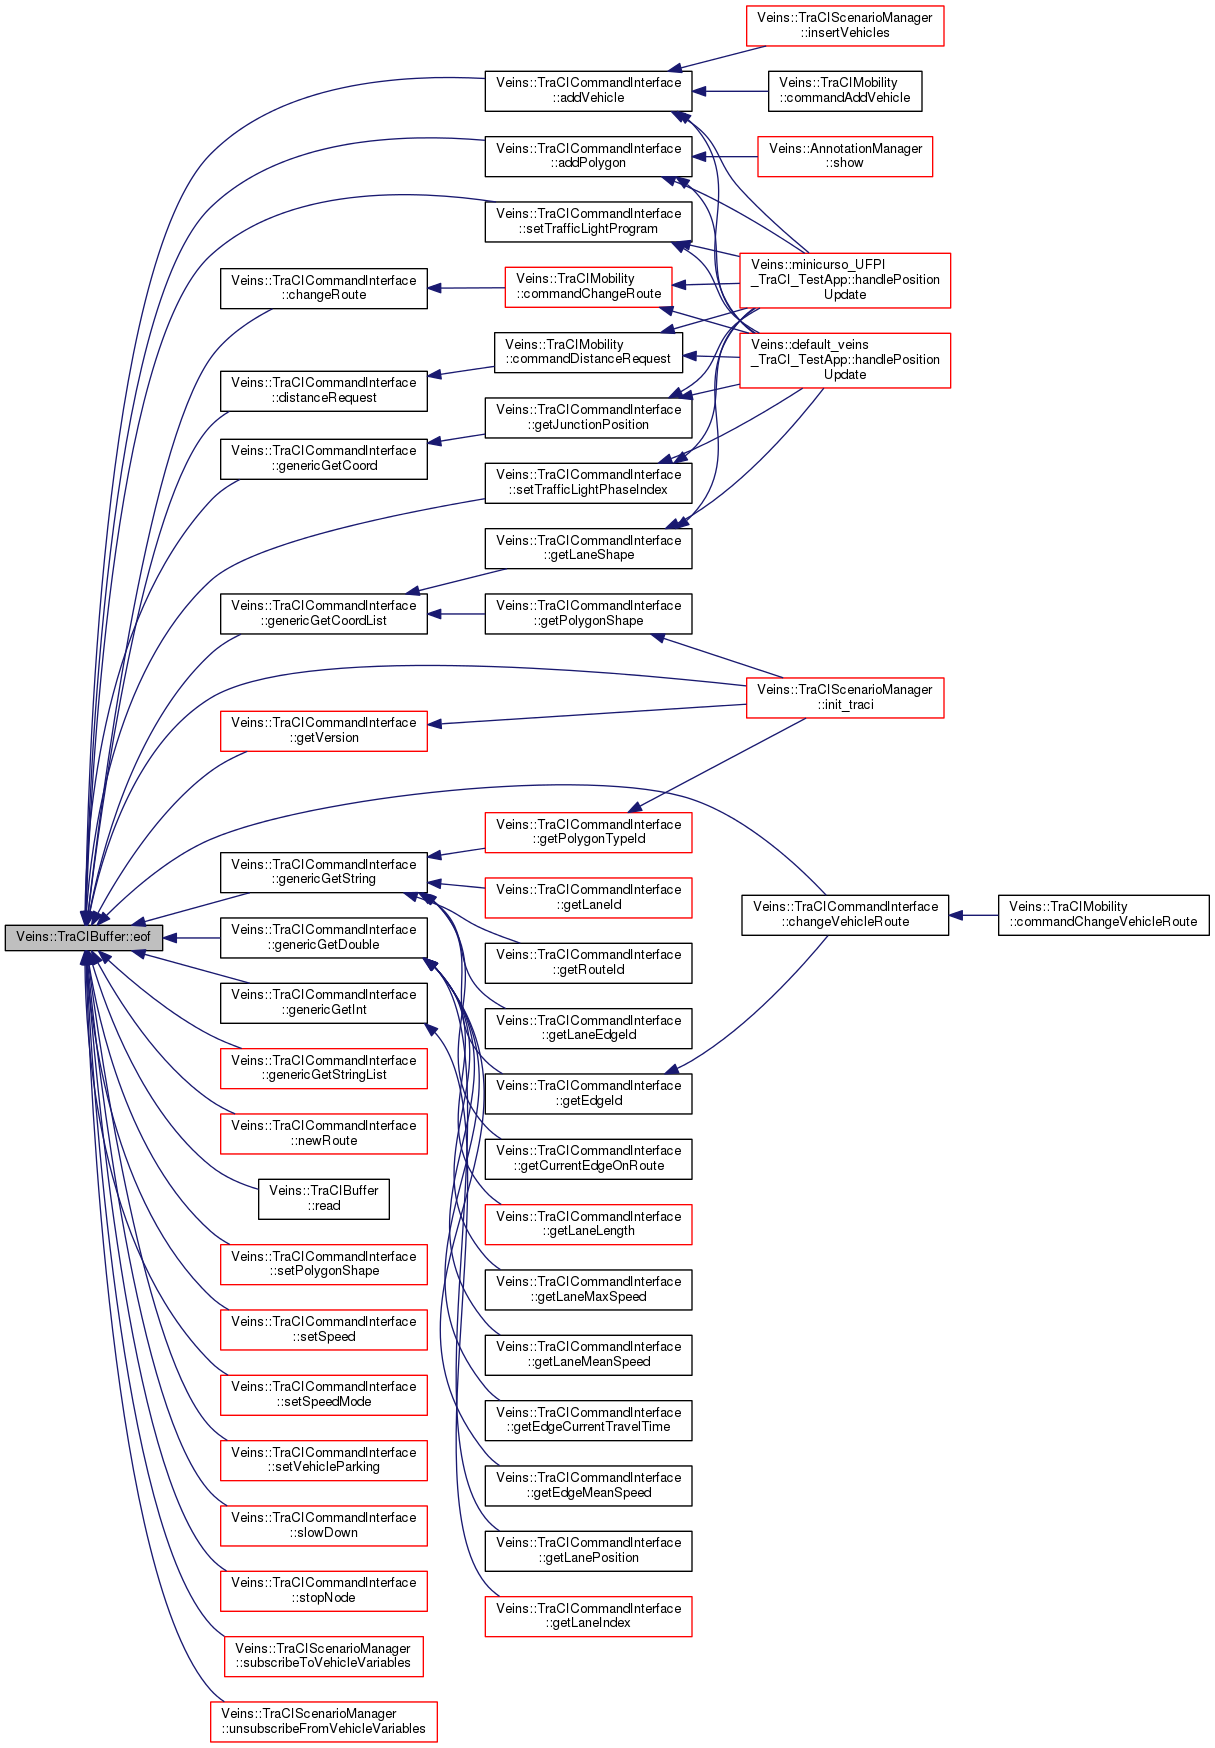 Veins::TraCIScenarioManager
::insertVehicles
Veins::TraCICommandInterface
::addVehicle
Veins::TraCIMobility
::commandAddVehicle
Veins::TraCICommandInterface
::addPolygon
Veins::AnnotationManager
::show
Veins::TraCICommandInterface
::setTrafficLightProgram
Veins::minicurso_UFPI
_TraCI_TestApp::handlePosition
Update
Veins::TraCICommandInterface
::changeRoute
Veins::TraCIMobility
::commandChangeRoute
Veins::TraCIMobility
::commandDistanceRequest
Veins::default_veins
_TraCI_TestApp::handlePosition
Update
Veins::TraCICommandInterface
::distanceRequest
Veins::TraCICommandInterface
::getJunctionPosition
Veins::TraCICommandInterface
::genericGetCoord
Veins::TraCICommandInterface
::setTrafficLightPhaseIndex
Veins::TraCICommandInterface
::getLaneShape
Veins::TraCICommandInterface
::genericGetCoordList
Veins::TraCICommandInterface
::getPolygonShape
Veins::TraCIScenarioManager
::init_traci
Veins::TraCICommandInterface
::getVersion
Veins::TraCICommandInterface
::getPolygonTypeId
Veins::TraCICommandInterface
::genericGetString
Veins::TraCICommandInterface
::getLaneId
Veins::TraCICommandInterface
::changeVehicleRoute
Veins::TraCIMobility
::commandChangeVehicleRoute
Veins::TraCIBuffer::eof
Veins::TraCICommandInterface
::genericGetDouble
Veins::TraCICommandInterface
::getRouteId
Veins::TraCICommandInterface
::genericGetInt
Veins::TraCICommandInterface
::getLaneEdgeId
Veins::TraCICommandInterface
::genericGetStringList
Veins::TraCICommandInterface
::getEdgeId
Veins::TraCICommandInterface
::newRoute
Veins::TraCICommandInterface
::getCurrentEdgeOnRoute
Veins::TraCIBuffer
::read
Veins::TraCICommandInterface
::getLaneLength
Veins::TraCICommandInterface
::setPolygonShape
Veins::TraCICommandInterface
::getLaneMaxSpeed
Veins::TraCICommandInterface
::setSpeed
Veins::TraCICommandInterface
::getLaneMeanSpeed
Veins::TraCICommandInterface
::setSpeedMode
Veins::TraCICommandInterface
::getEdgeCurrentTravelTime
Veins::TraCICommandInterface
::setVehicleParking
Veins::TraCICommandInterface
::getEdgeMeanSpeed
Veins::TraCICommandInterface
::slowDown
Veins::TraCICommandInterface
::getLanePosition
Veins::TraCICommandInterface
::stopNode
Veins::TraCICommandInterface
::getLaneIndex
Veins::TraCIScenarioManager
::subscribeToVehicleVariables
Veins::TraCIScenarioManager
::unsubscribeFromVehicleVariables